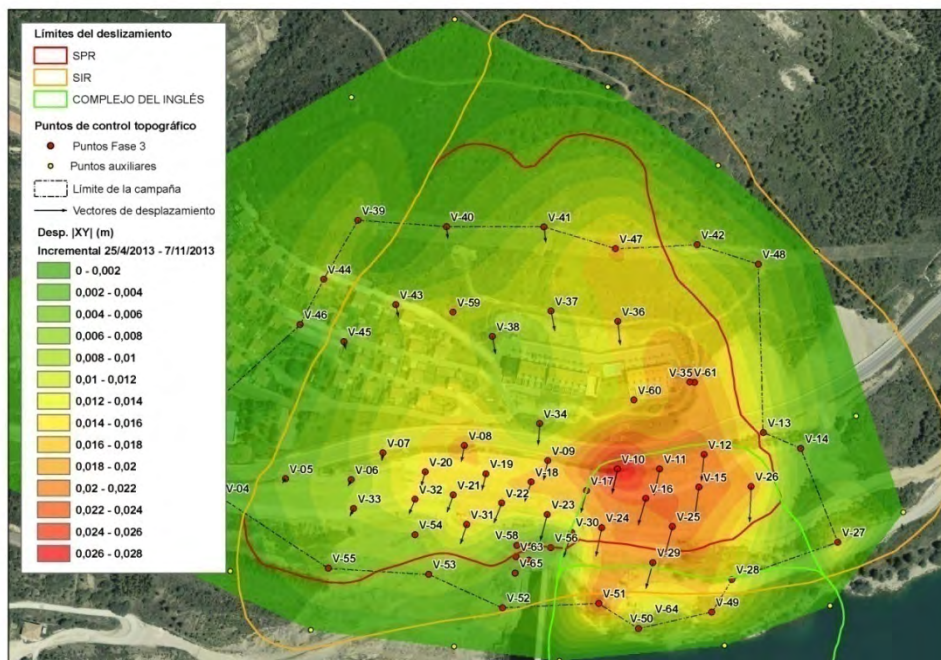 Límites del deslizamiento
SPR
SIR
COMPLEJO DEL INGLÉS
Puntos de control topográfico
Puntos Fase 3
Puntos auxiliares
Límite de la campaña
Vectores de desplazamiento
Desp. |XY| (m)
Incremental 25/4/2013 - 7/11/2013
0 - 0,002
0,002 - 0,004
0,004 - 0,006
0,006 - 0,008
0,008 - 0,01
0,01 - 0,012
0,012 - 0,014
0,014 - 0,016
0,016 - 0,018
0,018 - 0,02
0,02 - 0,022
0,022 - 0,024
0,024 - 0,026
0,026 - 0,028
V-39
V-40
V-41
V-42
V-47
V-48
V-44
V-43
V-59
V-37
V-36
V-46
V-45
V-38
V-35
V-61
V-60
V-34
V-13
V-14
V-07
V-08
V-09
V-10
V-11
V-12
V-05
V-06
V-20
V-19
V-18
V-17
V-15
V-26
V-04
V-32
V-21
V-22
V-16
V-33
V-31
V-23
V-30
V-24
V-25
V-54
V-58
V-63
V-56
V-27
V-55
V-53
V-65
V-29
V-28
V-52
V-51
V-64
V-49
V-50